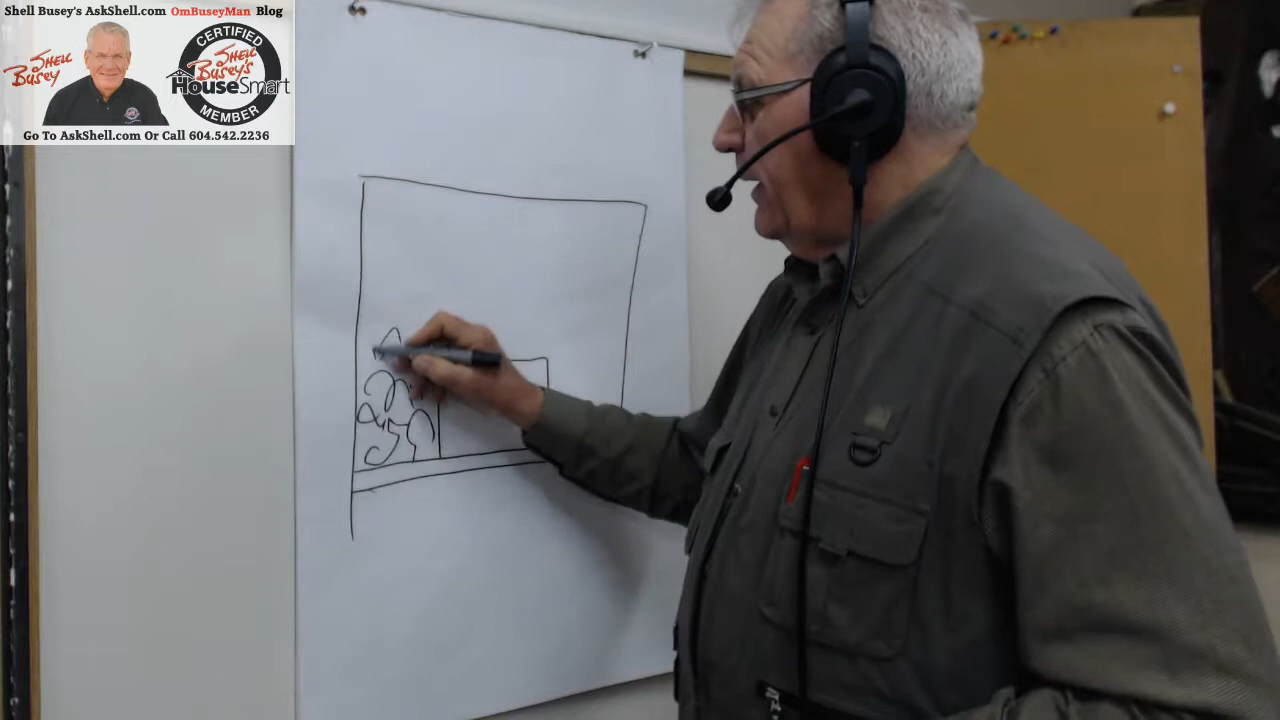 Shell Busey's AskShell.com OmBuseyMan Blog
SHELL
BUSEY
CERTIFIED
SHELL
BUSEY'S
HOUSESmart
MEMBER
Go To AskShell.com Or Call 604.542.2236